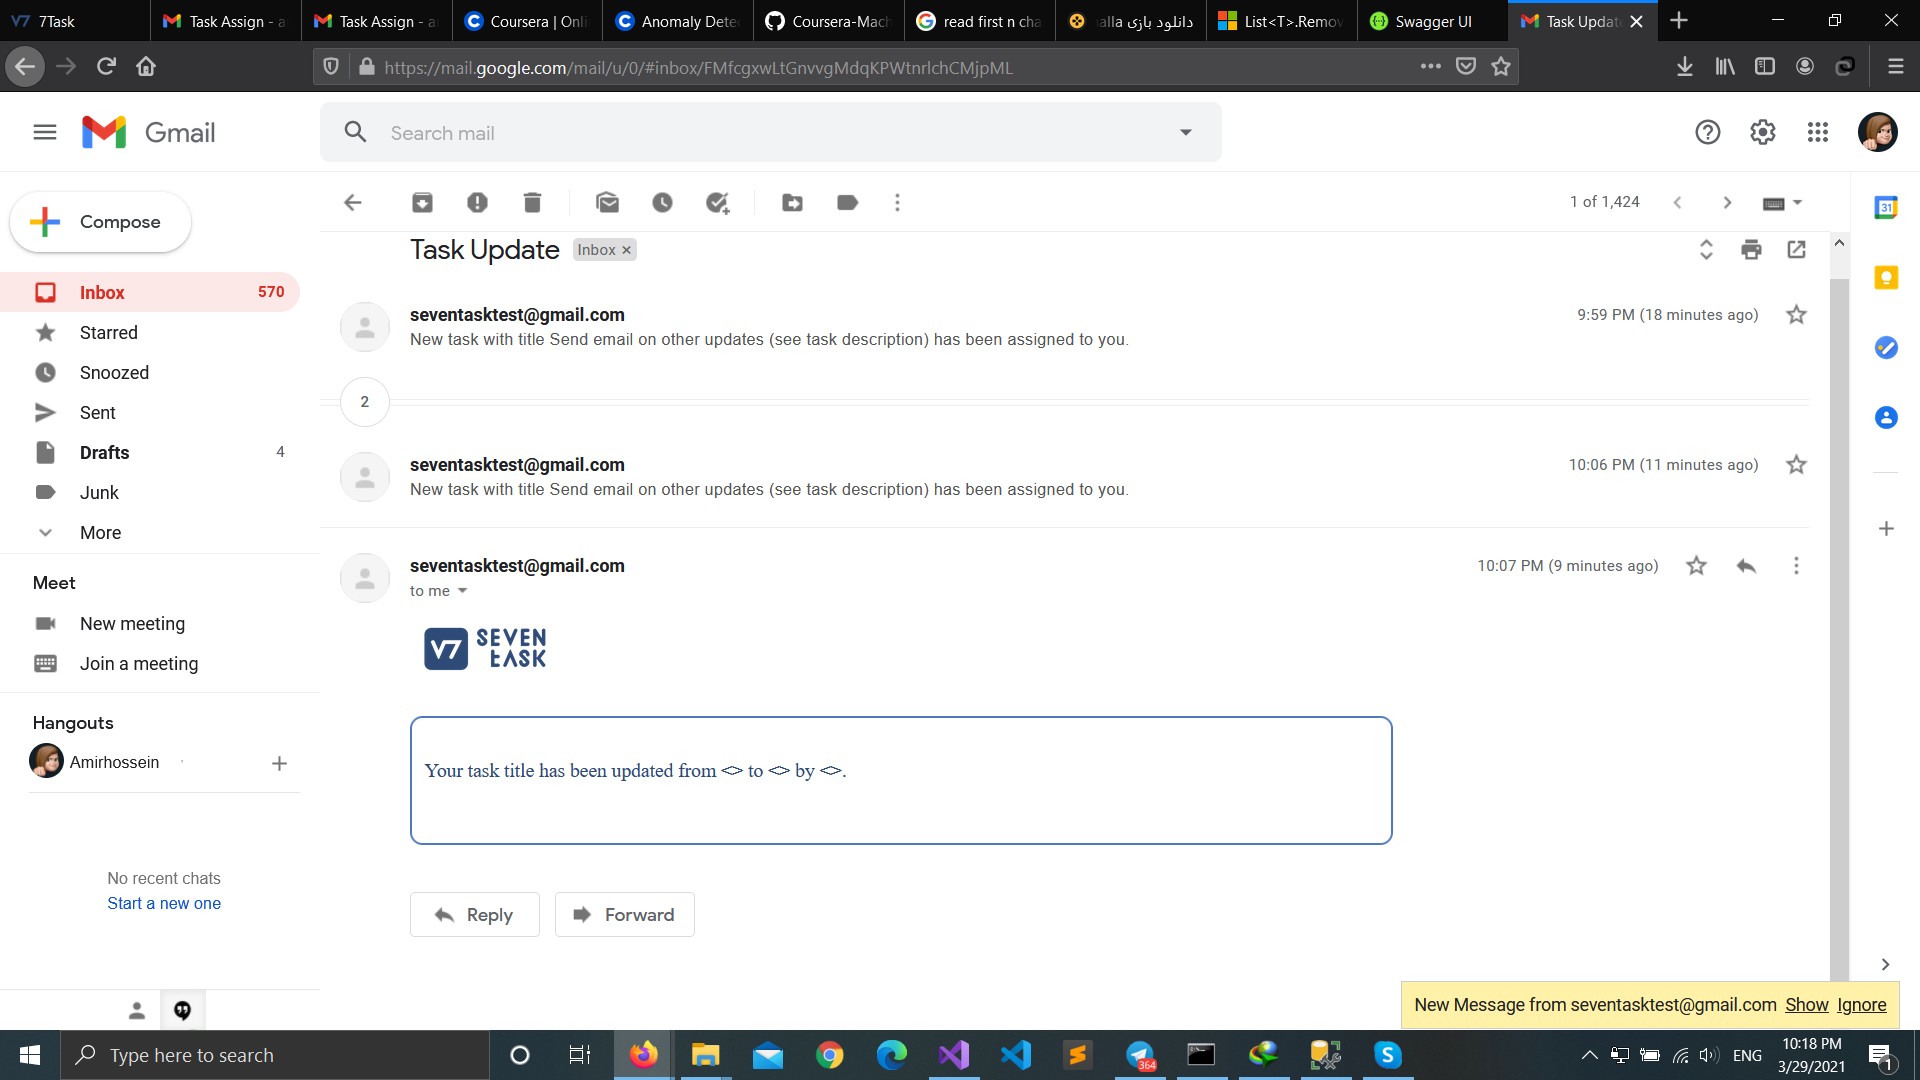 7Task
Task Assign - a
Task Assign - a
Coursera | Onli
Anomaly Detec
Coursera-Mach
read first n cha
دانلود بازی alla
List<T>.Remov
Swagger UI
Task Update
https://mail.google.com/mail/u/0/#inbox/FMfcgxwLtGnvvgMdqKPWtnrlchCMjpML
Gmail
Search mail
Compose
1 of 1,424
31
Task Update
Inbox ×
Inbox 570
Starred
Snoozed
Sent
Drafts 4
Junk
More
Meet
New meeting
Join a meeting
Hangouts
Amirhossein
No recent chats
Start a new one
seventasktest@gmail.com 9:59 PM (18 minutes ago)
New task with title Send email on other updates (see task description) has been assigned to you.
2
seventasktest@gmail.com 10:06 PM (11 minutes ago)
New task with title Send email on other updates (see task description) has been assigned to you.
seventasktest@gmail.com 10:07 PM (9 minutes ago)
to me
V7 SEVEN
TASK
Your task title has been updated from <> to <> by <>.
Reply
Forward
New Message from seventasktest@gmail.com Show Ignore
Type here to search
364
ENG
10:18 PM
3/29/2021
1